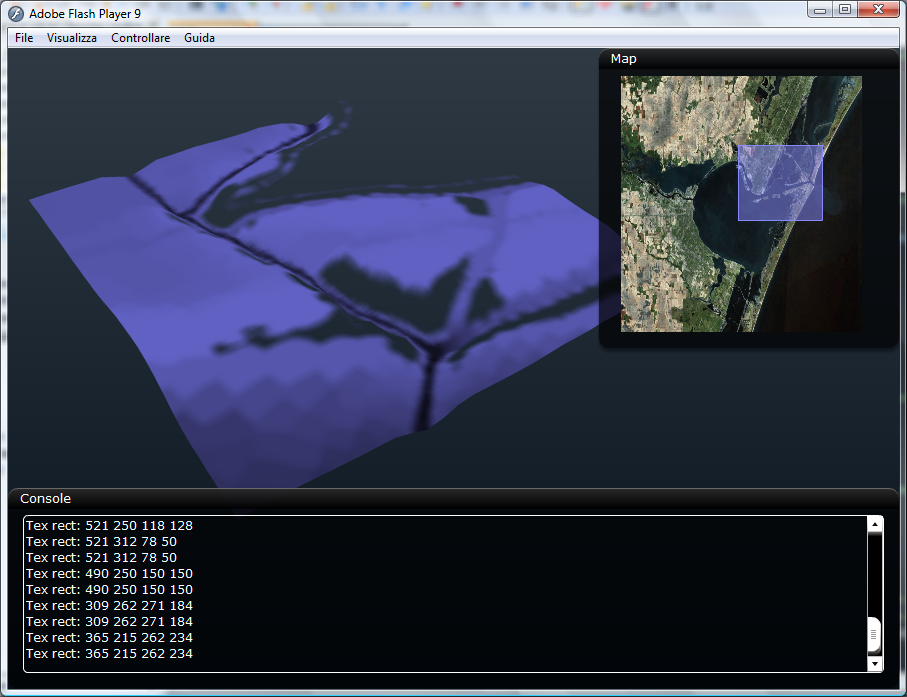 Adobe Flash Player 9
File Visualizza Controllare Guida
Map
Console
Tex rect: 521 250 118 128
Tex rect: 521 312 78 50
Tex rect: 521 312 78 50
Tex rect: 490 250 150 150
Tex rect: 490 250 150 150
Tex rect: 309 262 271 184
Tex rect: 309 262 271 184
Tex rect: 365 215 262 234
Tex rect: 365 215 262 234